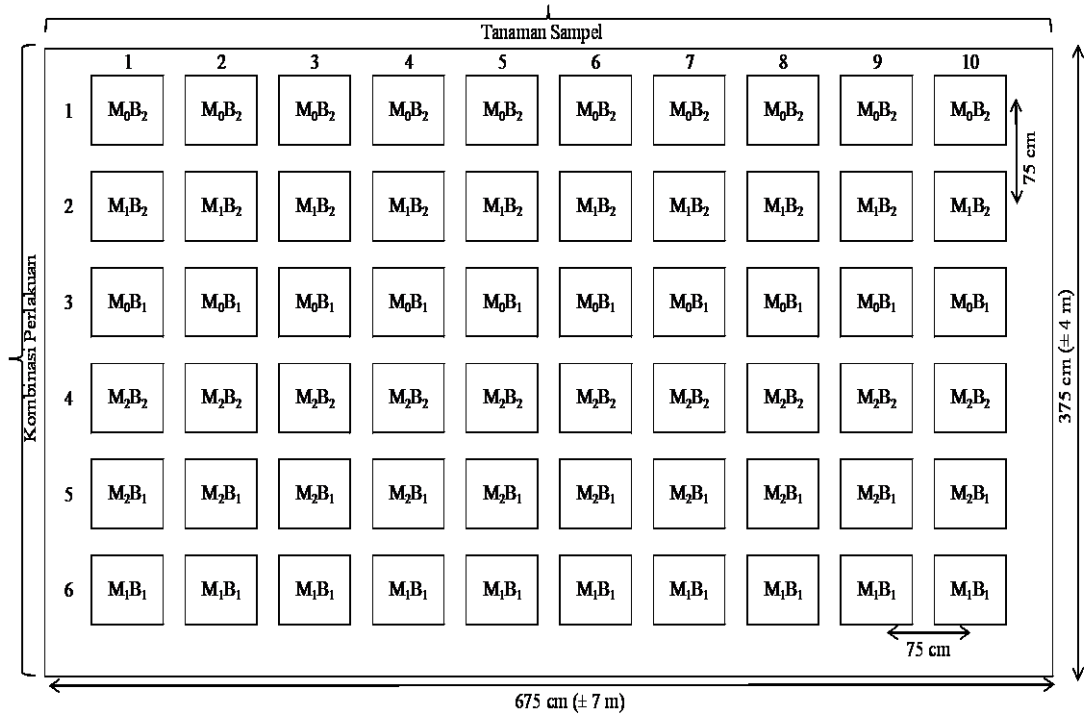 Tanaman Sampel
1 2 3 4 5 6 7 8 9 10
1 M₀B₂ M₀B₂ M₀B₂ M₀B₂ M₀B₂ M₀B₂ M₀B₂ M₀B₂ M₀B₂ M₀B₂
75 cm
2 M₁B₂ M₁B₂ M₁B₂ M₁B₂ M₁B₂ M₁B₂ M₁B₂ M₁B₂ M₁B₂ M₁B₂
3 M₀B₁ M₀B₁ M₀B₁ M₀B₁ M₀B₁ M₀B₁ M₀B₁ M₀B₁ M₀B₁ M₀B₁
Kombinasi Perlakuan
375 cm (± 4 m)
4 M₂B₂ M₂B₂ M₂B₂ M₂B₂ M₂B₂ M₂B₂ M₂B₂ M₂B₂ M₂B₂ M₂B₂
5 M₂B₁ M₂B₁ M₂B₁ M₂B₁ M₂B₁ M₂B₁ M₂B₁ M₂B₁ M₂B₁ M₂B₁
6 M₁B₁ M₁B₁ M₁B₁ M₁B₁ M₁B₁ M₁B₁ M₁B₁ M₁B₁ M₁B₁ M₁B₁
75 cm
675 cm (± 7 m)